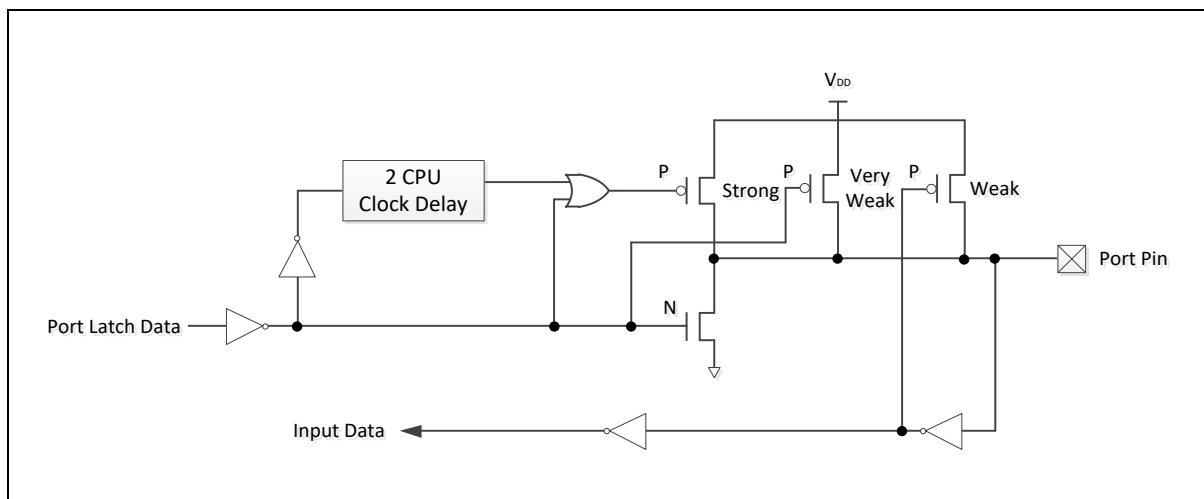 VDD
2 CPU
Clock Delay
P
Strong
P
Very
Weak
P
Weak
Port Pin
N
Port Latch Data
Input Data